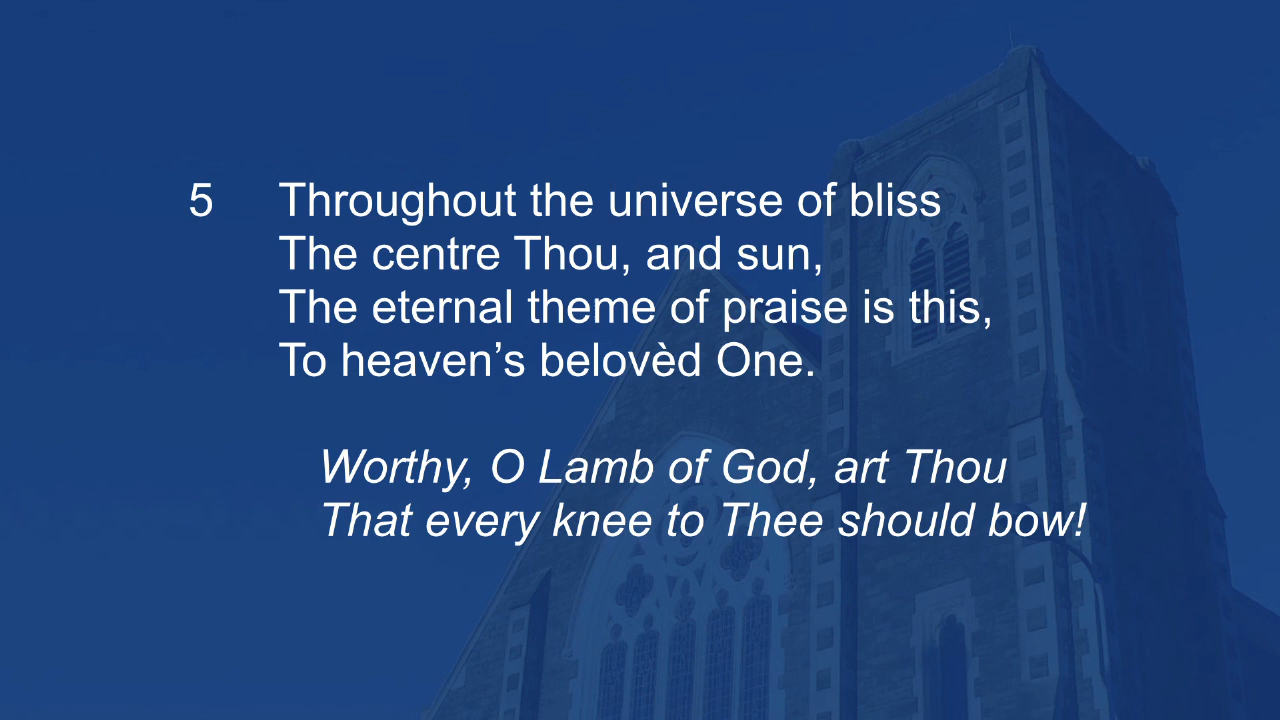 5 Throughout the universe of bliss
The centre Thou, and sun,
The eternal theme of praise is this,
To heaven’s belovèd One.
Worthy, O Lamb of God, art Thou
That every knee to Thee should bow!